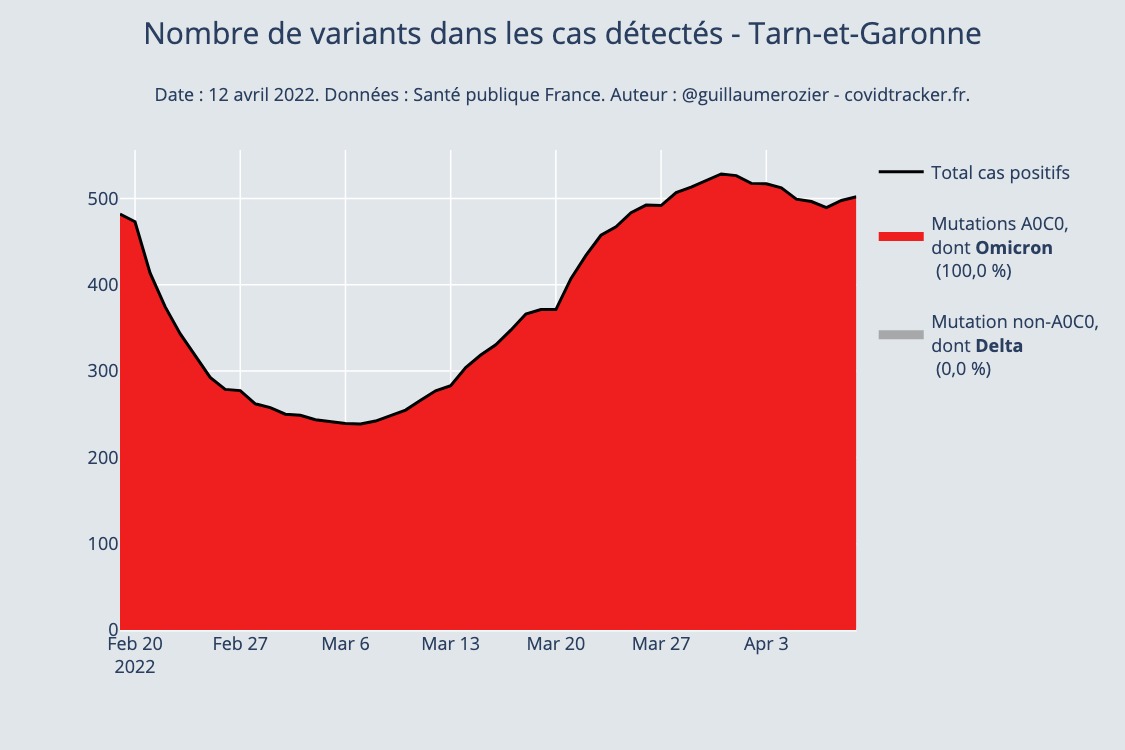 Nombre de variants dans les cas détectés - Tarn-et-Garonne
Date : 12 avril 2022. Données : Santé publique France. Auteur : @guillaumerozier - covidtracker.fr.
Total cas positifs
Mutations A0C0,
dont Omicron
(100,0 %)
Mutation non-A0C0,
dont Delta
(0,0 %)
500
400
300
200
100
0
Feb 20 Feb 27 Mar 6 Mar 13 Mar 20 Mar 27 Apr 3
2022